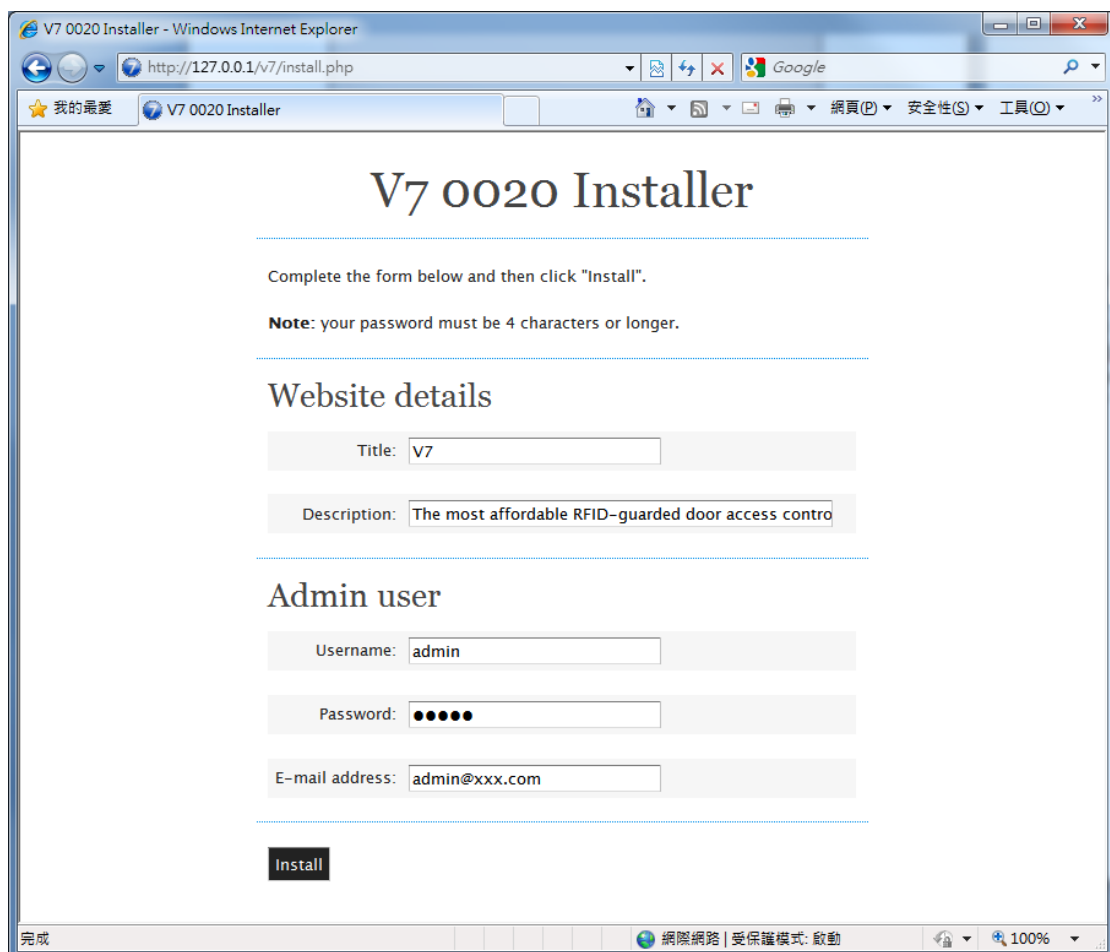 V7 0020 Installer - Windows Internet Explorer
http://127.0.0.1/v7/install.php
Google
我的最愛
V7 0020 Installer
網頁(P)
安全性(S)
工具(O)
»
V7 0020 Installer
Complete the form below and then click "Install".
Note: your password must be 4 characters or longer.
Website details
Title: V7
Description: The most affordable RFID-guarded door access contro
Admin user
Username: admin
Password: ●●●●●
E-mail address: admin@xxx.com
Install
完成
網際網路 | 受保護模式: 啟動
100%